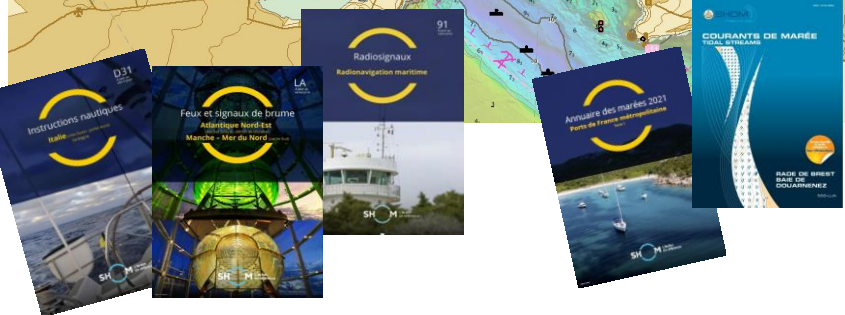 D31
Instructions nautiques
Italie
LA
Feux et signaux de brume
Atlantique Nord-Est
Manche – Mer du Nord
SHOM
91
Radiosignaux
Radionavigation maritime
SHOM
Annuaire des marées 2021
Ports de France métropolitaine
SHOM
SHOM
COURANTS DE MARÉE
TIDAL STREAMS
RADE DE BREST
BAIE DE
DOUARNENEZ
SHOM